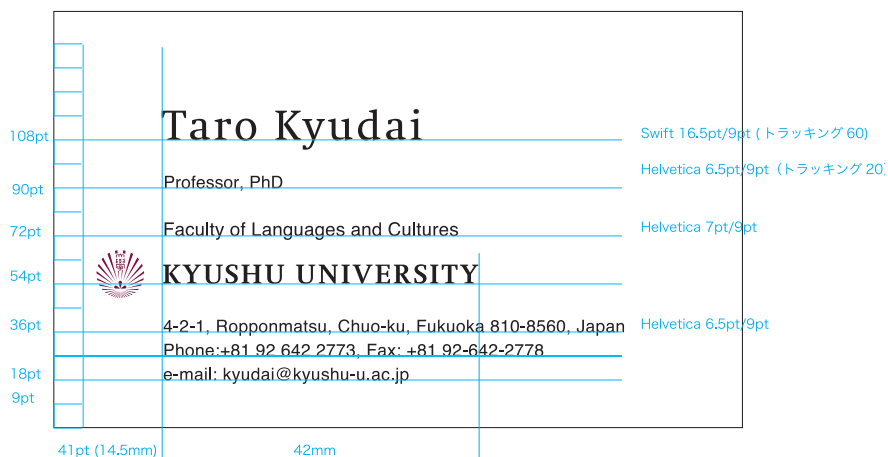 Taro Kyudai
108pt
Swift 16.5pt/9pt (トラッキング 60)
Helvetica 6.5pt/9pt（トラッキング 20)
Professor, PhD
90pt
Faculty of Languages and Cultures
Helvetica 7pt/9pt
72pt
KYUSHU UNIVERSITY
54pt
4-2-1, Ropponmatsu, Chuo-ku, Fukuoka 810-8560, Japan
Helvetica 6.5pt/9pt
36pt
Phone:+81 92 642 2773, Fax: +81 92-642-2778
e-mail: kyudai@kyushu-u.ac.jp
18pt
9pt
41pt (14.5mm)
42mm